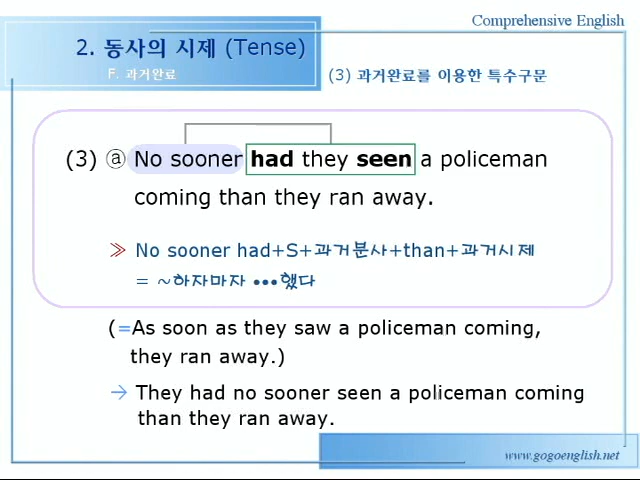 Comprehensive English
2. 동사의 시제 (Tense)
F. 과거완료
(3) 과거완료를 이용한 특수구문
(3) ⓐ No sooner had they seen a policeman
coming than they ran away.
≫ No sooner had+S+과거분사+than+과거시제
= ~하자마자 •••했다
(=As soon as they saw a policeman coming,
they ran away.)
→ They had no sooner seen a policeman coming
than they ran away.
www.gogoenglish.net